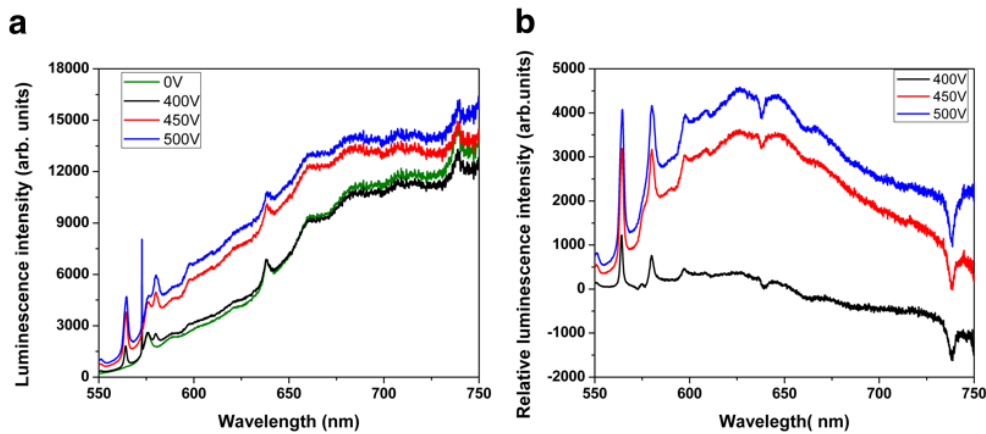 a
Luminescence intensity (arb. units)
18000
15000
12000
9000
6000
3000
0
0V
400V
450V
500V
550 600 650 700 750
Wavelength (nm)
b
Relative luminescence intensity (arb.units)
5000
4000
3000
2000
1000
0
-1000
-2000
400V
450V
500V
550 600 650 700 750
Wavelegth( nm)